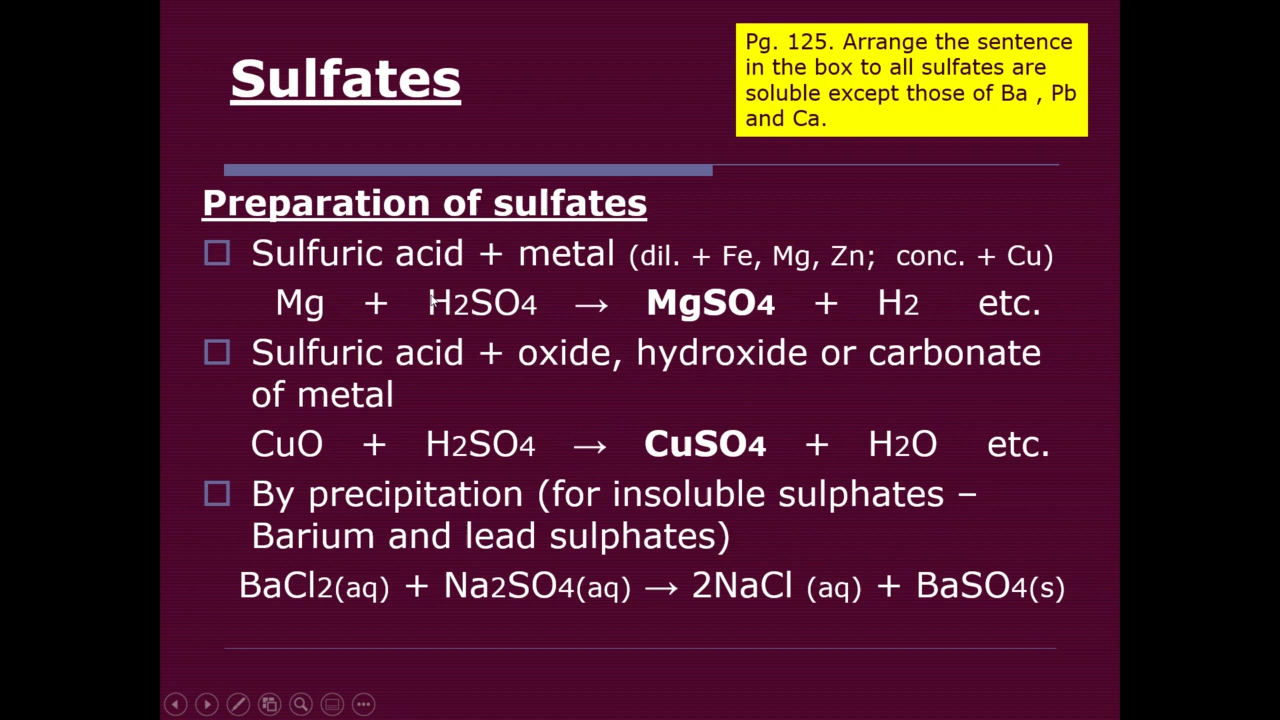 Sulfates
Pg. 125. Arrange the sentence
in the box to all sulfates are
soluble except those of Ba , Pb
and Ca.
Preparation of sulfates
Sulfuric acid + metal (dil. + Fe, Mg, Zn; conc. + Cu)
Mg + H2SO4 → MgSO4 + H2 etc.
Sulfuric acid + oxide, hydroxide or carbonate
of metal
CuO + H2SO4 → CuSO4 + H2O etc.
By precipitation (for insoluble sulphates –
Barium and lead sulphates)
BaCl2(aq) + Na2SO4(aq) → 2NaCl (aq) + BaSO4(s)